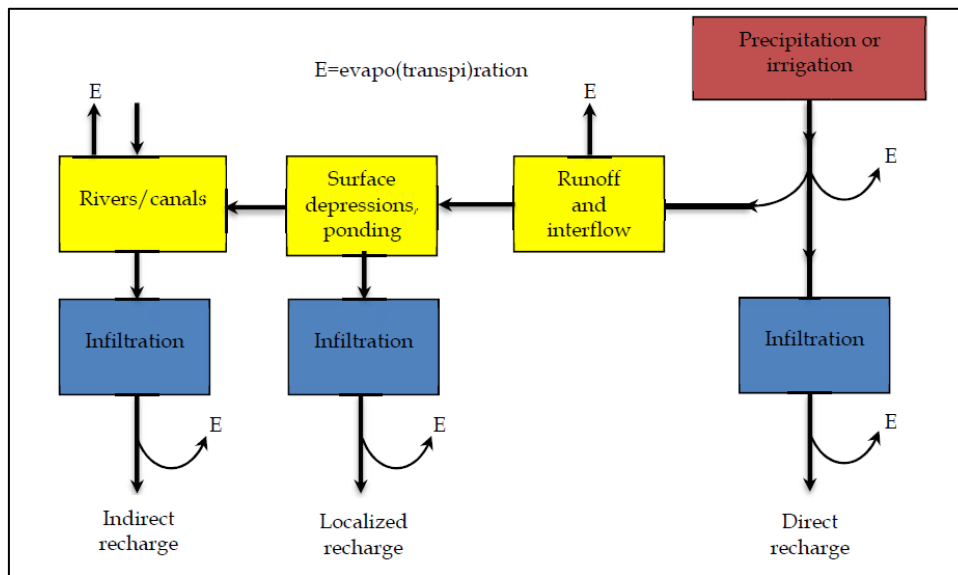 Precipitation or
irrigation
E=evapo(transpi)ration
E
E
E
Rivers/canals
Surface
depressions,
ponding
Runoff
and
interflow
Infiltration
Infiltration
Infiltration
E
E
E
Indirect
recharge
Localized
recharge
Direct
recharge